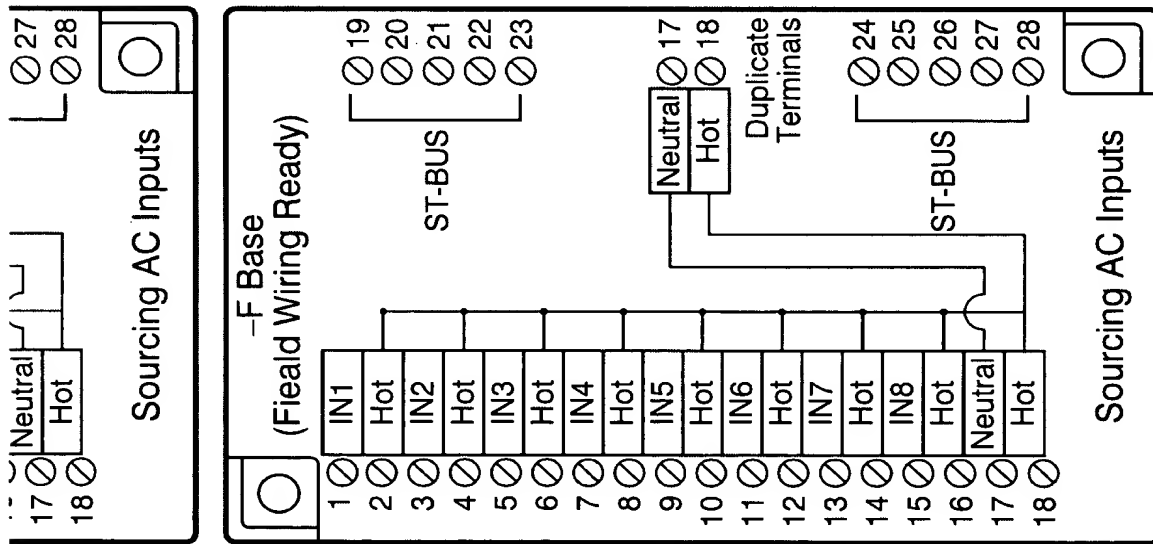 27
28
Sourcing AC Inputs
Neutral
Hot
17
18
–F Base
(Fieald Wiring Ready)
19
20
21
22
23
ST-BUS
17
18
Neutral
Hot
Duplicate
Terminals
24
25
26
27
28
ST-BUS
1 IN1
2 Hot
3 IN2
4 Hot
5 IN3
6 Hot
7 IN4
8 Hot
9 IN5
10 Hot
11 IN6
12 Hot
13 IN7
14 Hot
15 IN8
16 Hot
17 Neutral
18 Hot
Sourcing AC Inputs